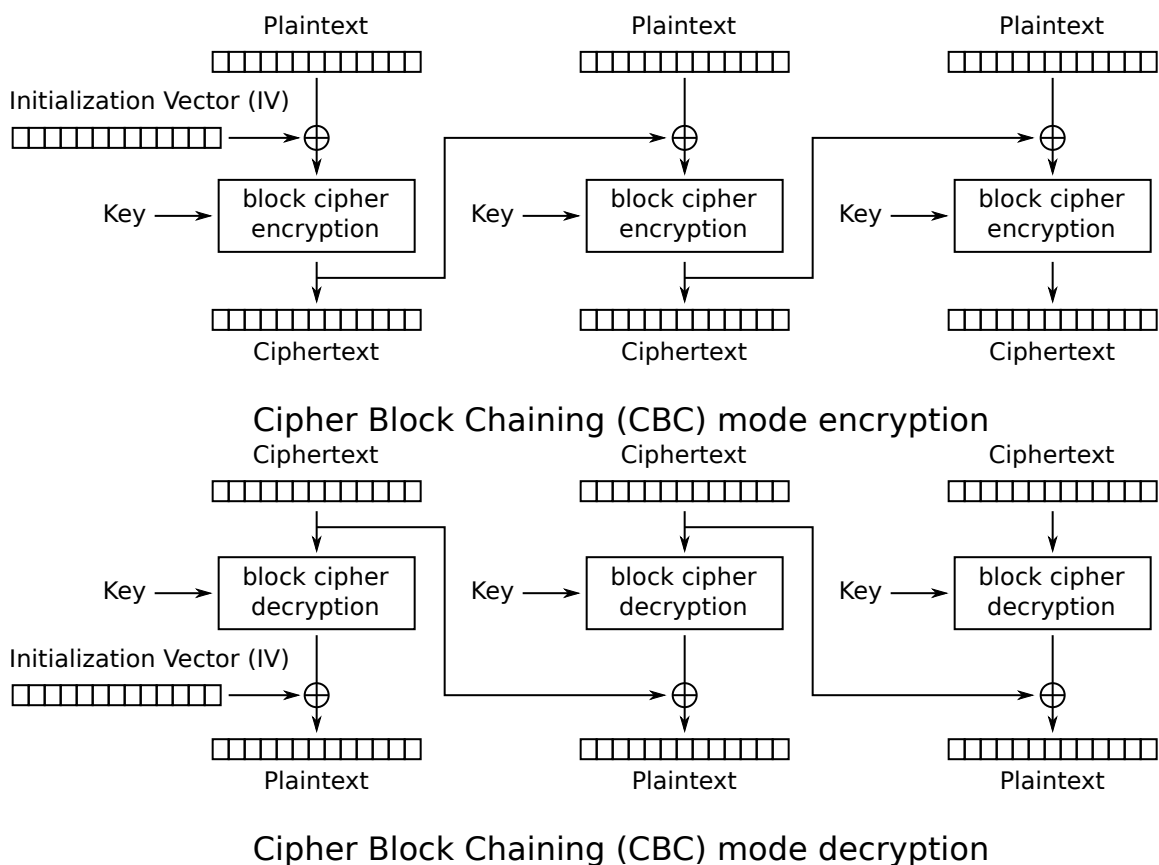 Plaintext Plaintext Plaintext
Initialization Vector (IV)
Key block cipher encryption Key block cipher encryption Key block cipher encryption
Ciphertext Ciphertext Ciphertext
Cipher Block Chaining (CBC) mode encryption
Ciphertext Ciphertext Ciphertext
Key block cipher decryption Key block cipher decryption Key block cipher decryption
Initialization Vector (IV)
Plaintext Plaintext Plaintext
Cipher Block Chaining (CBC) mode decryption